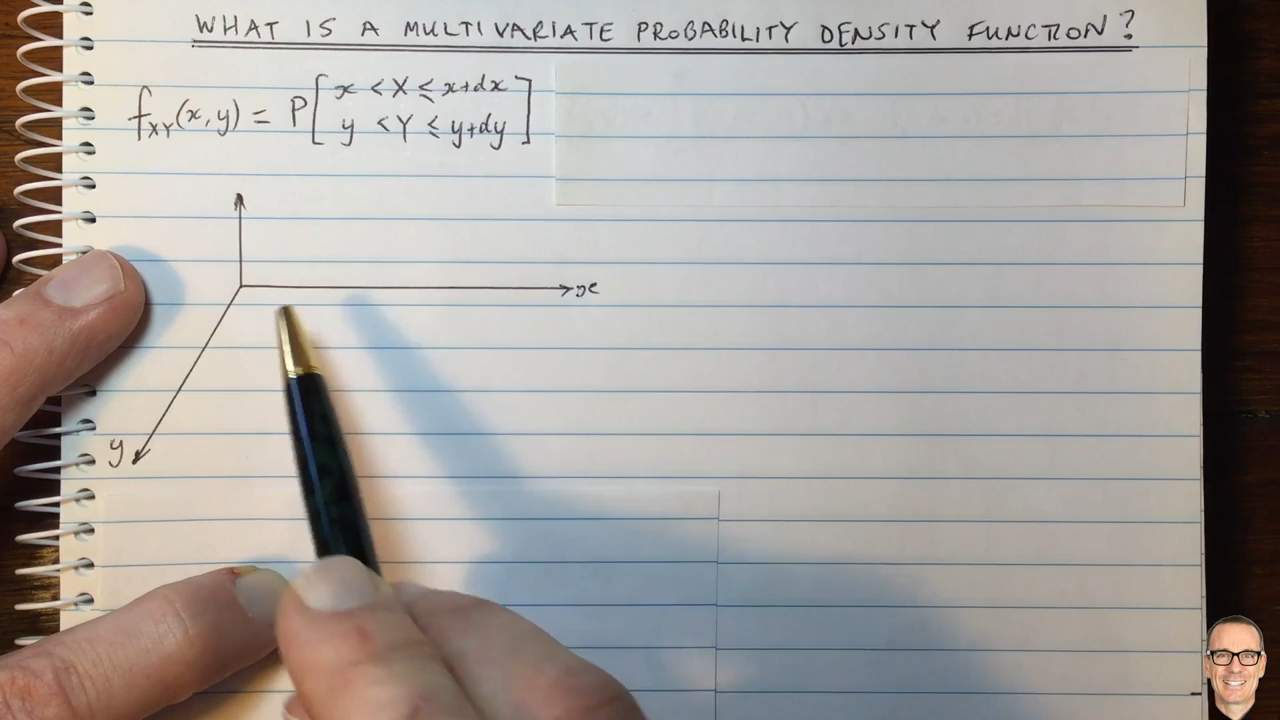 WHAT IS A MULTIVARIATE PROBABILITY DENSITY FUNCTION?
f_XY(x,y) = P[x < X ≤ x+dx
y < Y ≤ y+dy]
x
y